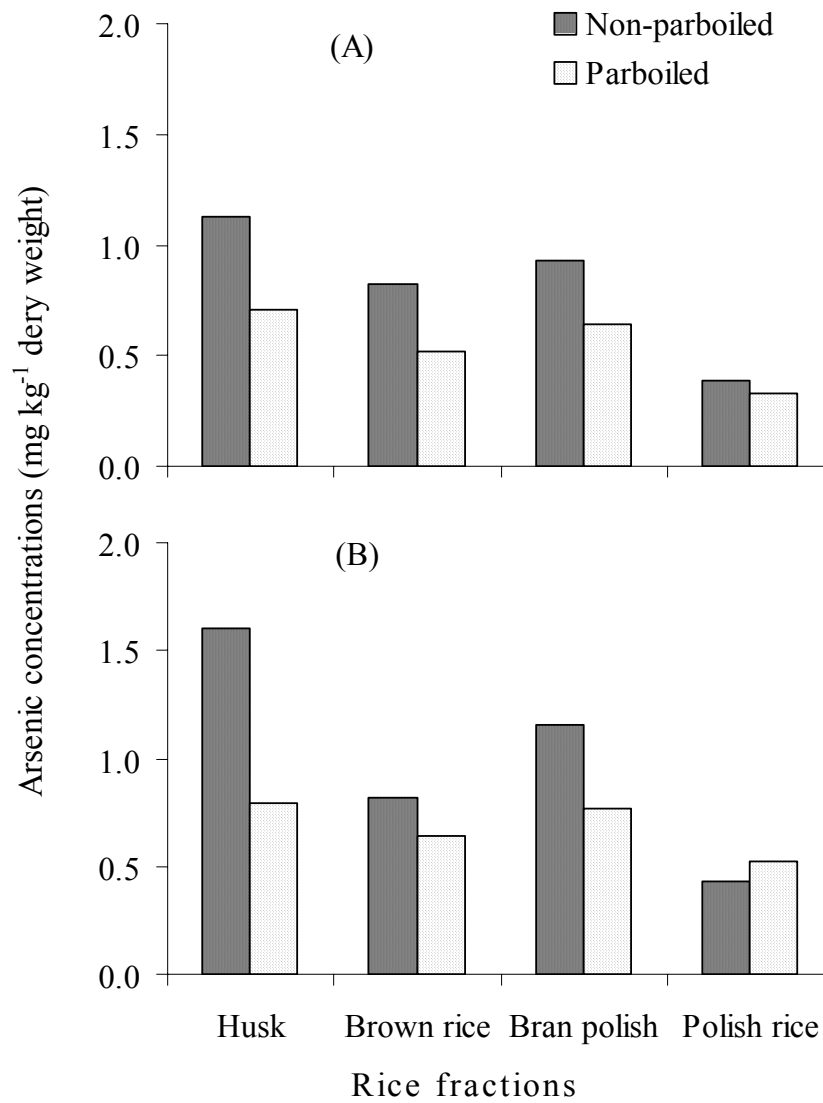 (A)
Non-parboiled
Parboiled
2.0
1.5
1.0
0.5
0.0
Arsenic concentrations (mg kg⁻¹ dery weight)
(B)
2.0
1.5
1.0
0.5
0.0
Husk Brown rice Bran polish Polish rice
Rice fractions